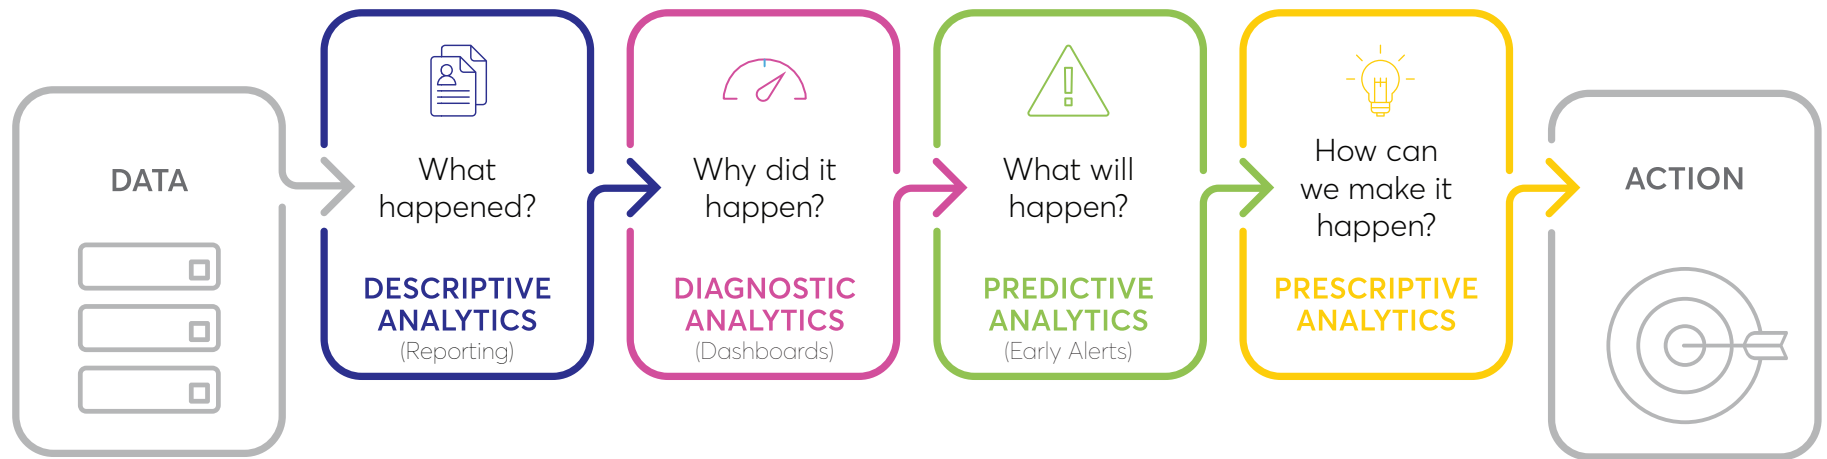 DATA
What
happened?
DESCRIPTIVE
ANALYTICS
(Reporting)
Why did it
happen?
DIAGNOSTIC
ANALYTICS
(Dashboards)
What will
happen?
PREDICTIVE
ANALYTICS
(Early Alerts)
How can
we make it
happen?
PRESCRIPTIVE
ANALYTICS
ACTION